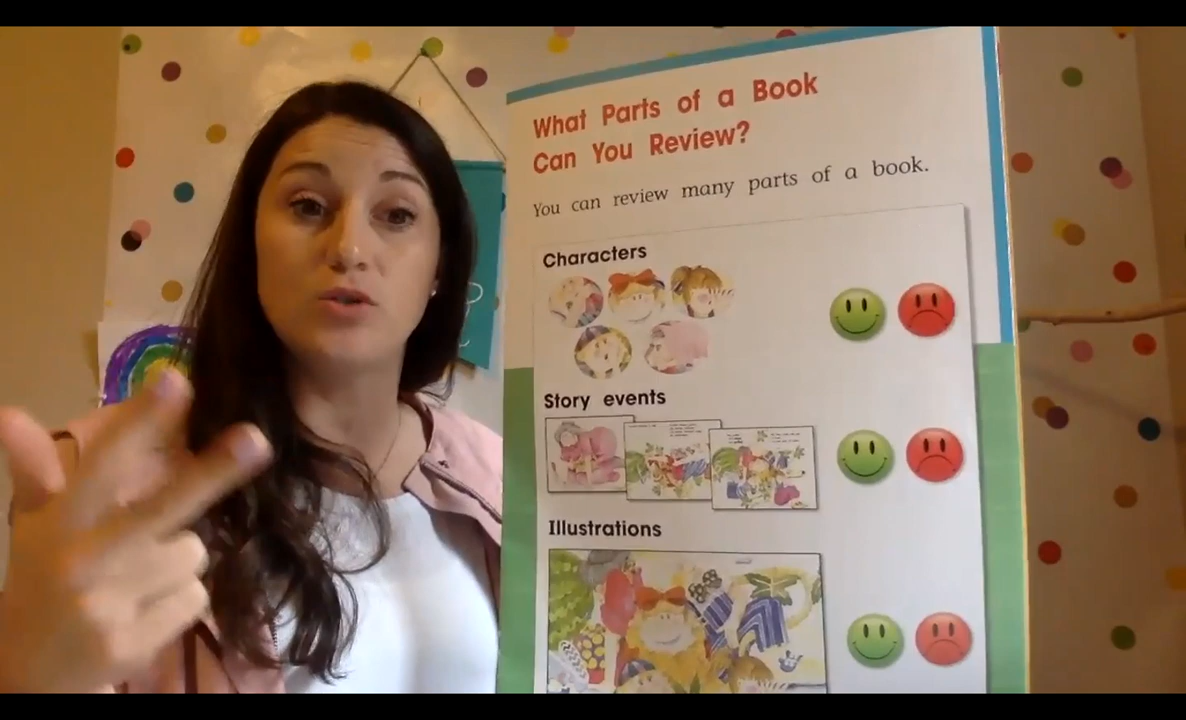 What Parts of a Book
Can You Review?
You can review many parts of a book.
Characters
Story events
Illustrations